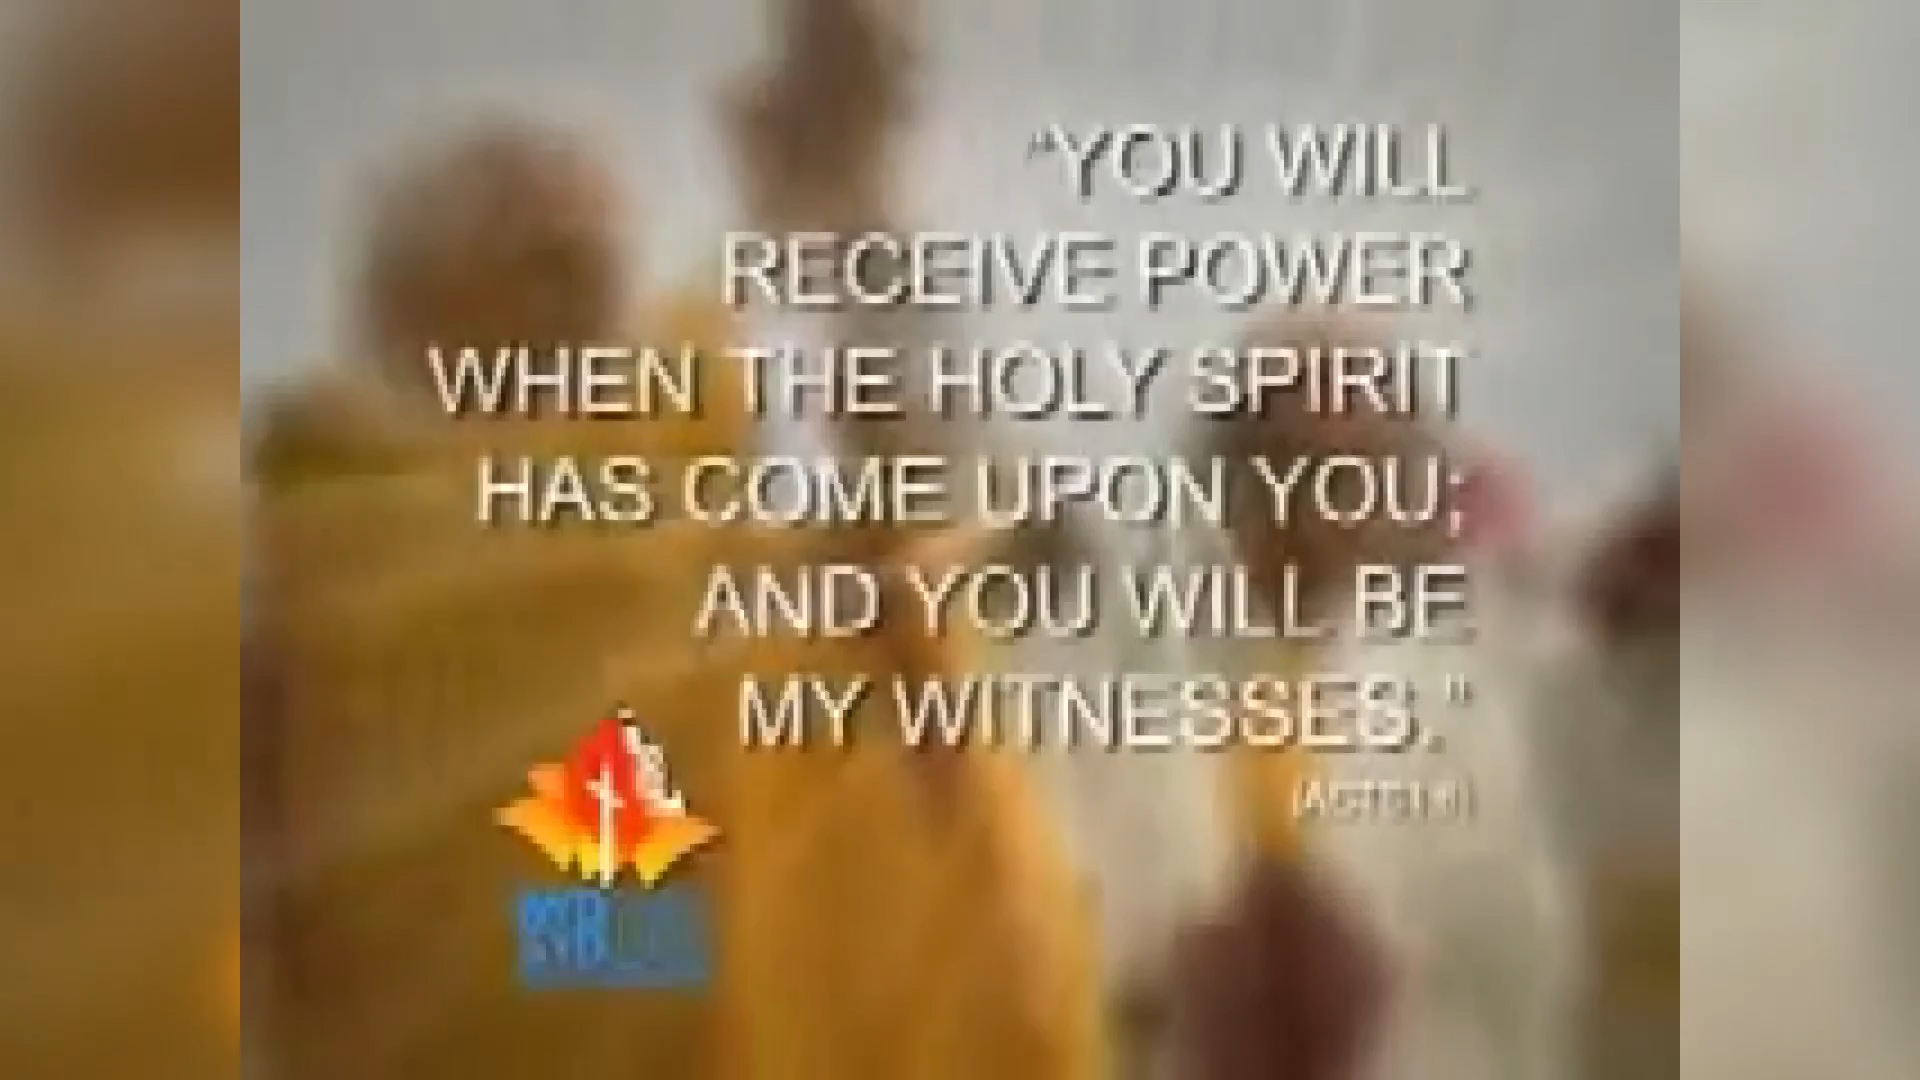 "YOU WILL
RECEIVE POWER
WHEN THE HOLY SPIRIT
HAS COME UPON YOU;
AND YOU WILL BE
MY WITNESSES."